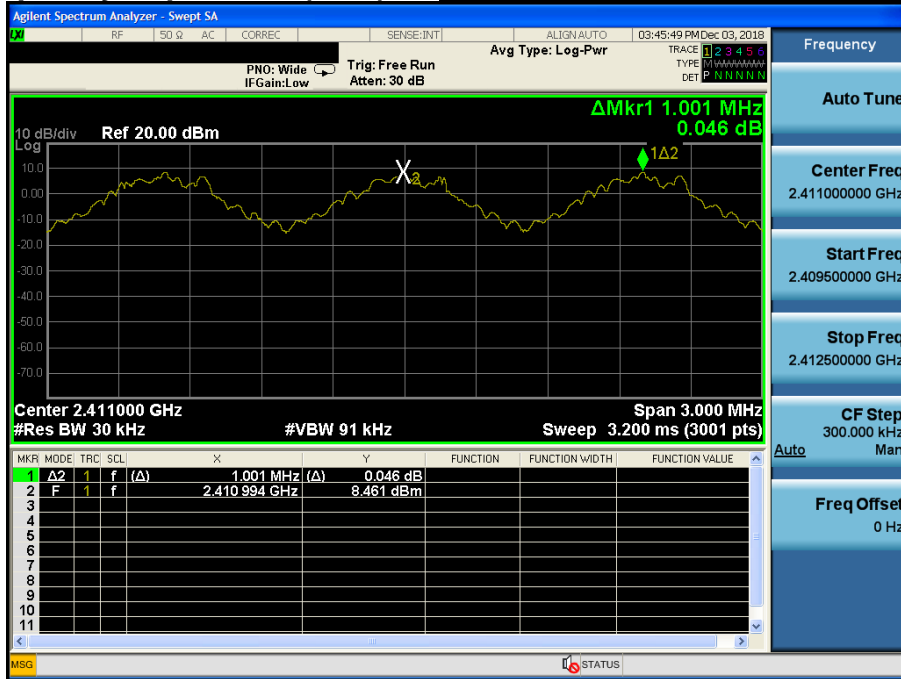 Agilent Spectrum Analyzer - Swept SA
LXI RF 50 Ω AC CORREC SENSE:INT ALIGNAUTO 03:45:49 PM Dec 03, 2018
Avg Type: Log-Pwr TRACE 1 2 3 4 5 6
PNO: Wide Trig: Free Run TYPE M
IFGain:Low Atten: 30 dB DET P N N N N N
ΔMkr1 1.001 MHz
0.046 dB
10 dB/div Ref 20.00 dBm
Log
1Δ2
10.0
X2
0.00
-10.0
-20.0
-30.0
-40.0
-50.0
-60.0
-70.0
Center 2.411000 GHz Span 3.000 MHz
#Res BW 30 kHz #VBW 91 kHz Sweep 3.200 ms (3001 pts)
MKR MODE TRC SCL X Y FUNCTION FUNCTION WIDTH FUNCTION VALUE
1 Δ2 1 f (Δ) 1.001 MHz (Δ) 0.046 dB
2 F 1 f 2.410 994 GHz 8.461 dBm
3
4
5
6
7
8
9
10
11
MSG STATUS
Frequency
Auto Tune
Center Freq
2.411000000 GHz
Start Freq
2.409500000 GHz
Stop Freq
2.412500000 GHz
CF Step
300.000 kHz
Auto Man
Freq Offset
0 Hz